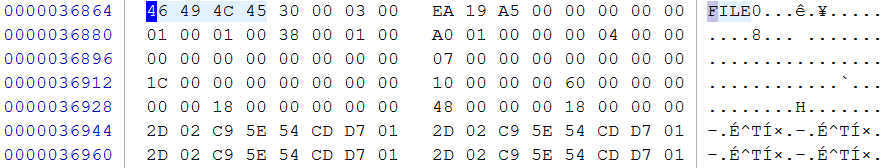 0000036864 46 49 4C 45 30 00 03 00 EA 19 A5 00 00 00 00 00 FILE0...ê.¥.....
0000036880 01 00 01 00 38 00 01 00 A0 01 00 00 00 04 00 00 ....8... .......
0000036896 00 00 00 00 00 00 00 00 07 00 00 00 00 00 00 00 ................
0000036912 1C 00 00 00 00 00 00 00 10 00 00 00 60 00 00 00 ............`...
0000036928 00 00 18 00 00 00 00 00 48 00 00 00 18 00 00 00 ........H.......
0000036944 2D 02 C9 5E 54 CD D7 01 2D 02 C9 5E 54 CD D7 01 -.É^TÍ×.-.É^TÍ×.
0000036960 2D 02 C9 5E 54 CD D7 01 2D 02 C9 5E 54 CD D7 01 -.É^TÍ×.-.É^TÍ×.